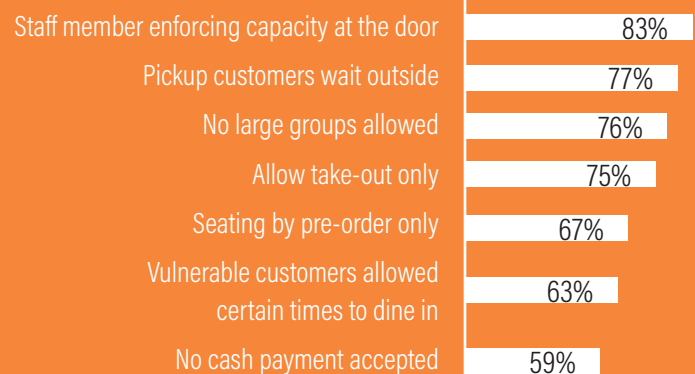 Staff member enforcing capacity at the door 83%
Pickup customers wait outside 77%
No large groups allowed 76%
Allow take-out only 75%
Seating by pre-order only 67%
Vulnerable customers allowed
certain times to dine in 63%
No cash payment accepted 59%